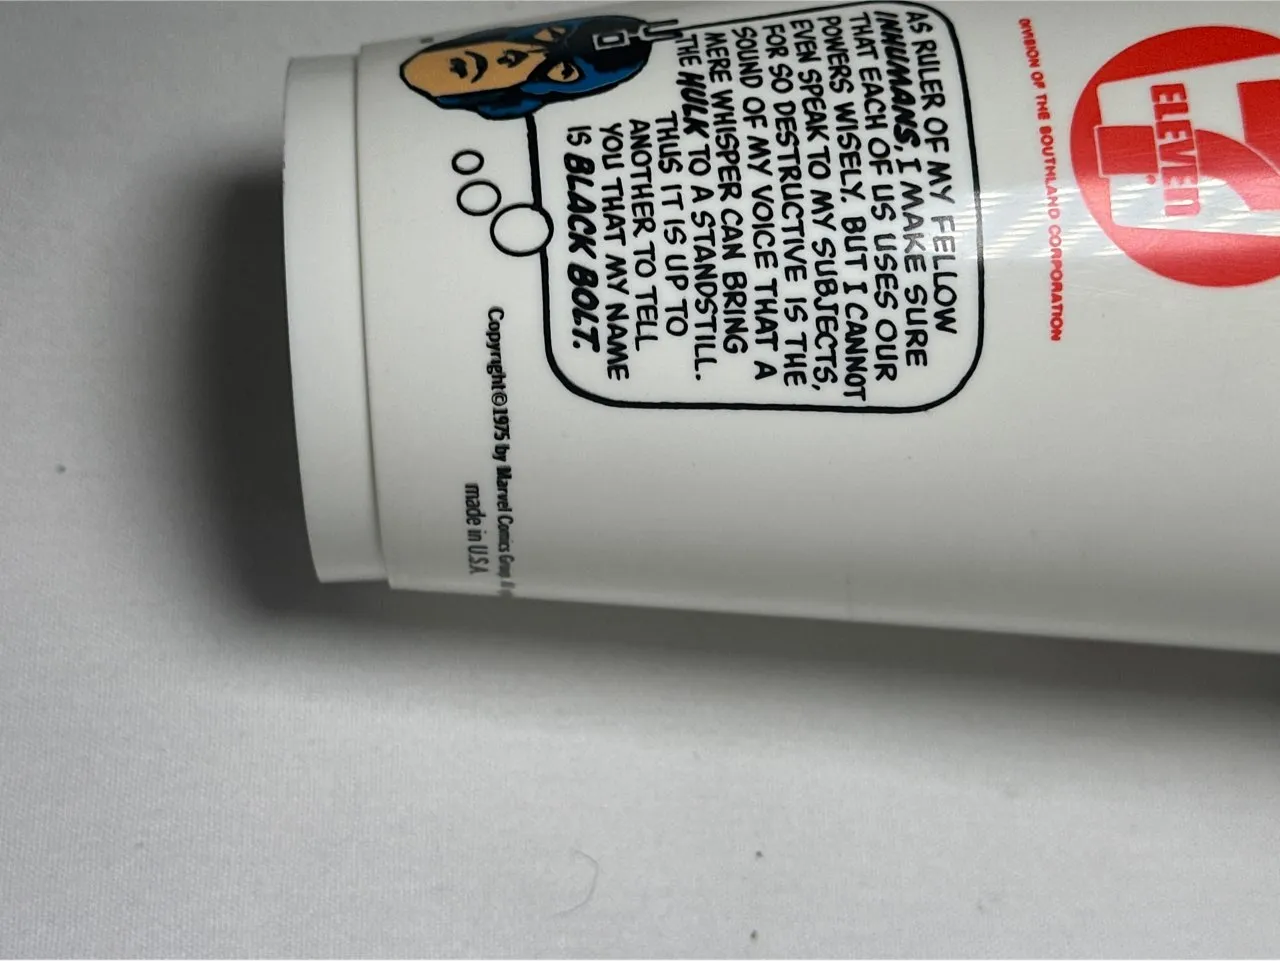 7
ELEVEN
DIVISION OF THE SOUTHLAND CORPORATION
AS RULER OF MY FELLOW
INHUMANS, I MAKE SURE
THAT EACH OF US USES OUR
POWERS WISELY. BUT I CANNOT
EVEN SPEAK TO MY SUBJECTS,
FOR SO DESTRUCTIVE IS THE
SOUND OF MY VOICE THAT A
MERE WHISPER CAN BRING
THE HULK TO A STANDSTILL.
THUS IT IS UP TO
ANOTHER TO TELL
YOU THAT MY NAME
IS BLACK BOLT.
Copyright © 1975 by Marvel Comics Group
made in U.S.A.